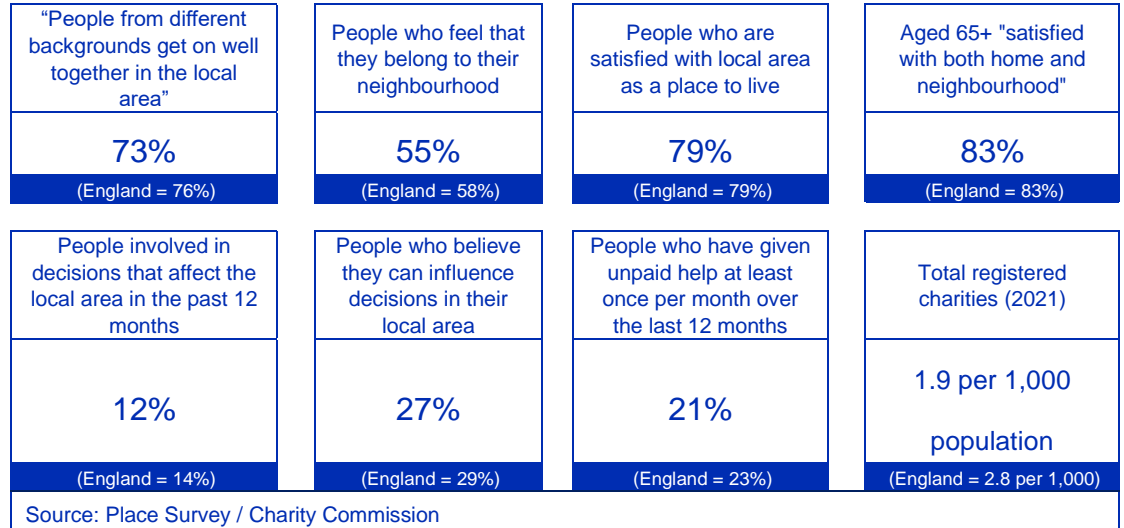 “People from different
backgrounds get on well
together in the local
area”
73%
(England = 76%)
People who feel that
they belong to their
neighbourhood
55%
(England = 58%)
People who are
satisfied with local area
as a place to live
79%
(England = 79%)
Aged 65+ "satisfied
with both home and
neighbourhood"
83%
(England = 83%)
People involved in
decisions that affect the
local area in the past 12
months
12%
(England = 14%)
People who believe
they can influence
decisions in their
local area
27%
(England = 29%)
People who have given
unpaid help at least
once per month over
the last 12 months
21%
(England = 23%)
Total registered
charities (2021)
1.9 per 1,000
population
(England = 2.8 per 1,000)
Source: Place Survey / Charity Commission